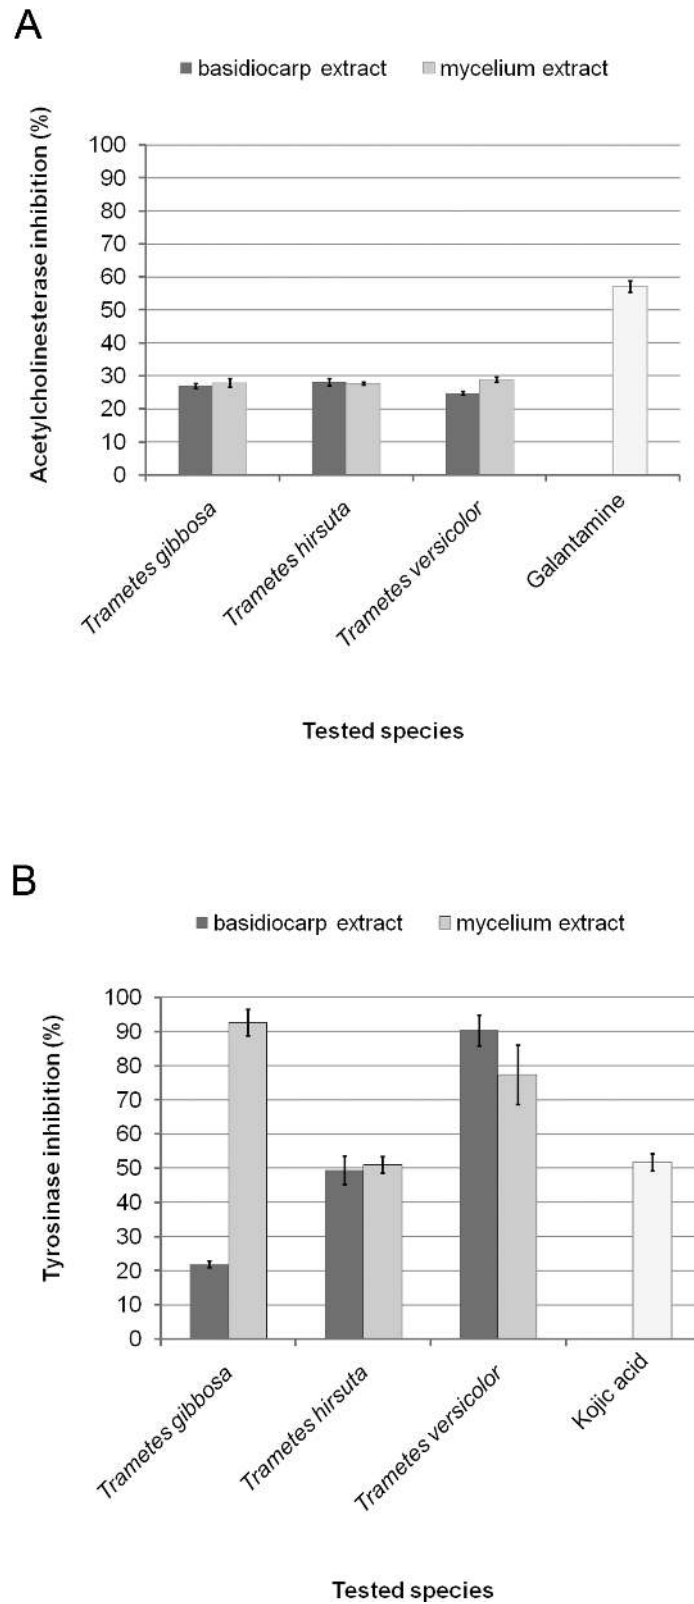 A
basidiocarp extract mycelium extract
Acetylcholinesterase inhibition (%)
100
90
80
70
60
50
40
30
20
10
0
Trametes gibbosa
Trametes hirsuta
Trametes versicolor
Galantamine
Tested species
B
basidiocarp extract mycelium extract
Tyrosinase inhibition (%)
100
90
80
70
60
50
40
30
20
10
0
Trametes gibbosa
Trametes hirsuta
Trametes versicolor
Kojic acid
Tested species